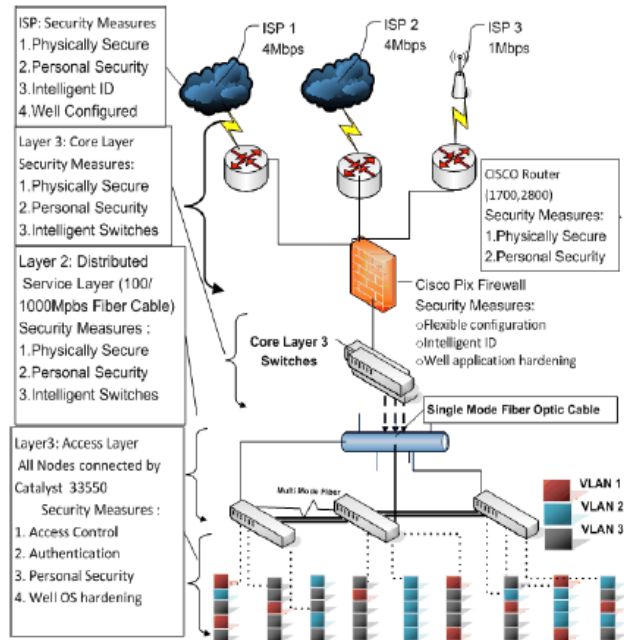 ISP: Security Measures
1.Physically Secure
2.Personal Security
3.Intelligent ID
4.Well Configured
ISP 1
4Mbps
ISP 2
4Mbps
ISP 3
1Mbps
Layer 3: Core Layer
Security Measures:
1.Physically Secure
2.Personal Security
3.Intelligent Switches
CISCO Router
(1700,2800)
Security Measures:
1.Physically Secure
2.Personal Security
Layer 2: Distributed
Service Layer (100/
1000Mpbs Fiber Cable)
Security Measures :
1.Physically Secure
2.Personal Security
3.Intelligent Switches
Cisco Pix Firewall
Security Measures:
oFlexible configuration
oIntelligent ID
oWell application hardening
Core Layer 3
Switches
Single Mode Fiber Optic Cable
Layer3: Access Layer
All Nodes connected by
Catalyst 33550
Security Measures :
1. Access Control
2. Authentication
3. Personal Security
4. Well OS hardening
Multi Mode Fiber
VLAN 1
VLAN 2
VLAN 3